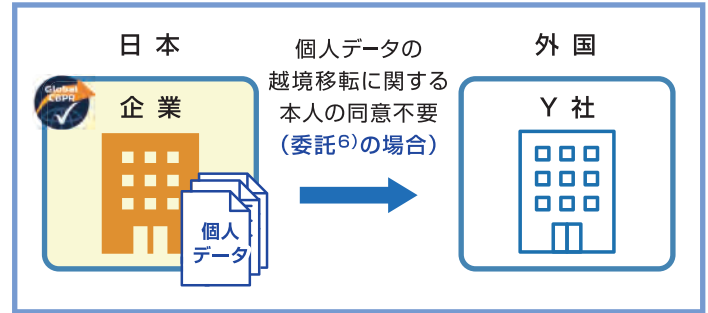 日本
外国
個人データの
越境移転に関する
本人の同意不要
（委託6)の場合）
Global
CBPR
企業
Y 社
個人
データ